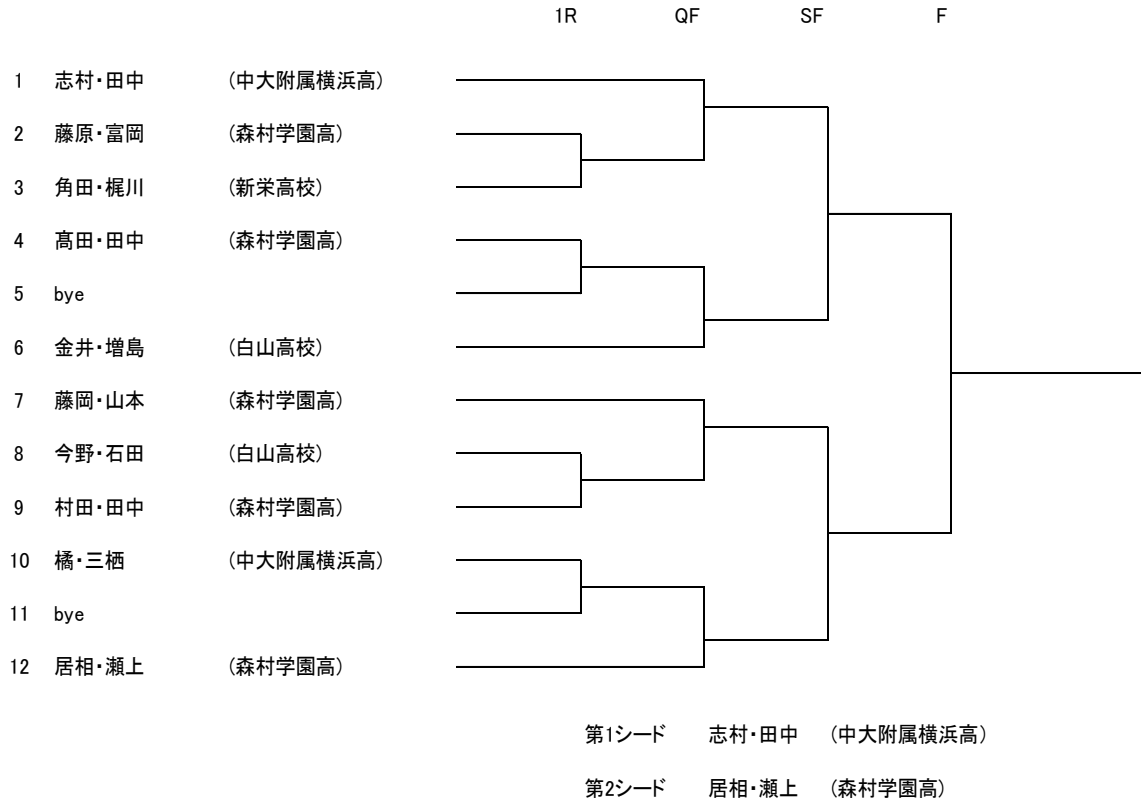 1R QF SF F
1 志村・田中 (中大附属横浜高)
2 藤原・富岡 (森村学園高)
3 角田・梶川 (新栄高校)
4 髙田・田中 (森村学園高)
5 bye
6 金井・増島 (白山高校)
7 藤岡・山本 (森村学園高)
8 今野・石田 (白山高校)
9 村田・田中 (森村学園高)
10 橘・三栖 (中大附属横浜高)
11 bye
12 居相・瀬上 (森村学園高)
第1シード 志村・田中 (中大附属横浜高)
第2シード 居相・瀬上 (森村学園高)